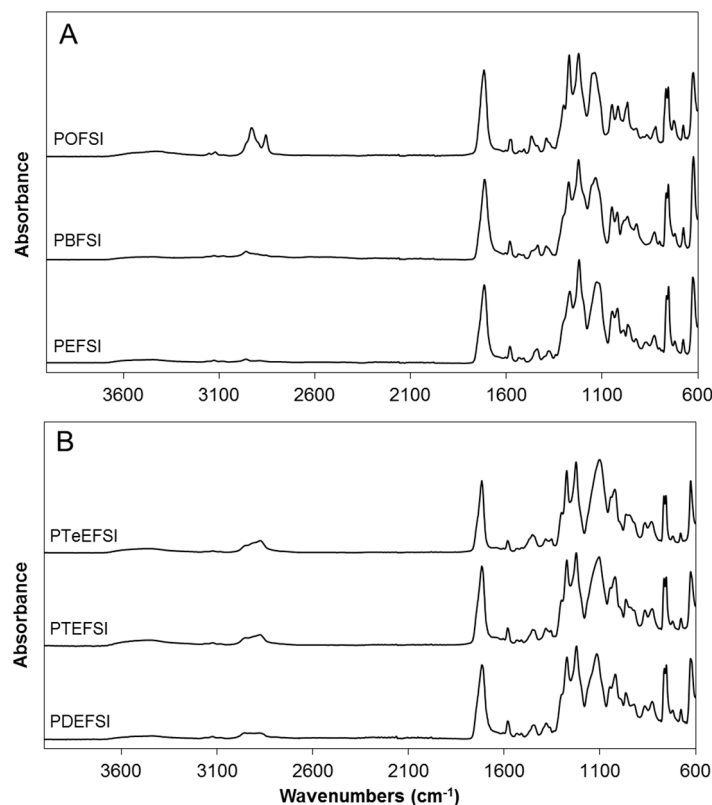 A
POFSI
PBFSI
PEFSI
Absorbance
3600 3100 2600 2100 1600 1100 600
B
PTeEFSI
PTEFSI
PDEFSI
Absorbance
3600 3100 2600 2100 1600 1100 600
Wavenumbers (cm⁻¹)